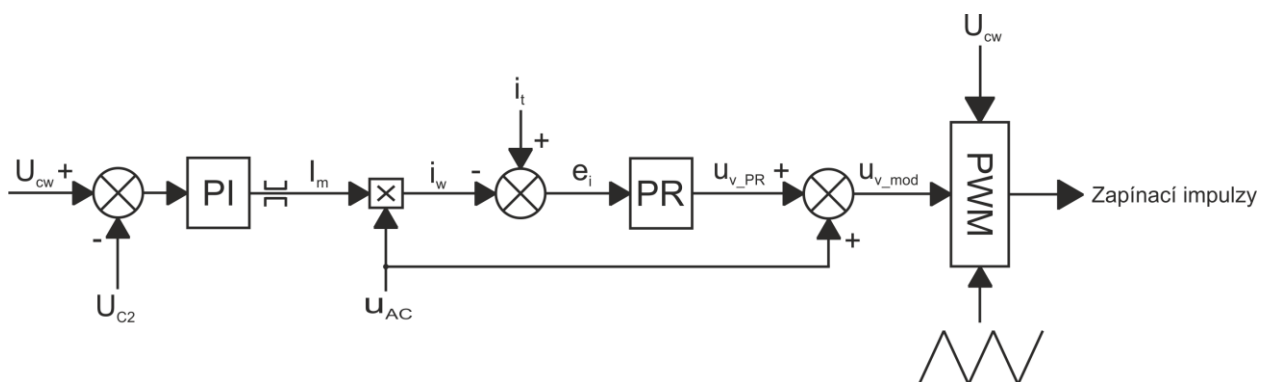 U_cw
i_t
+
U_cw +
PI
I_m
×
i_w
-
e_i
PR
u_v_PR +
u_v_mod
PWM
Zapínací impulzy
-
+
U_C2
u_AC